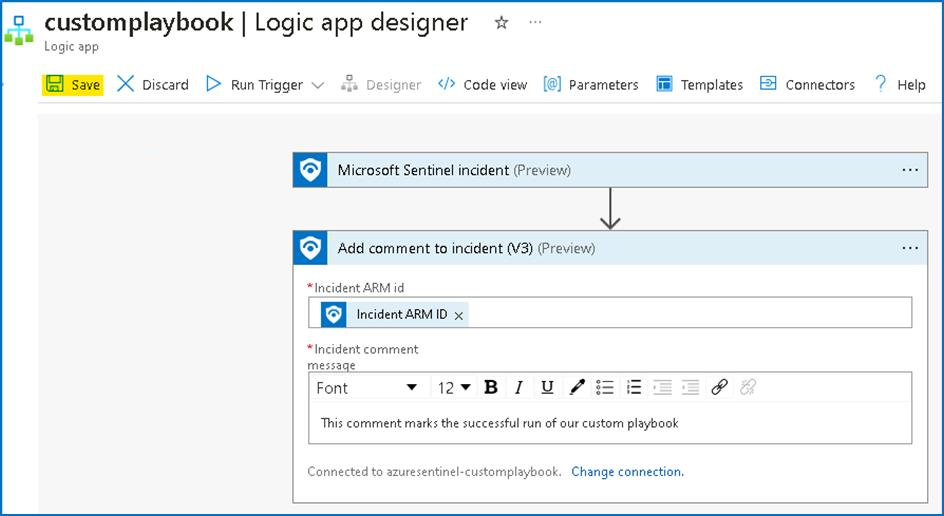 customplaybook | Logic app designer
Logic app
Save Discard Run Trigger Designer Code view Parameters Templates Connectors Help
Microsoft Sentinel incident (Preview)
Add comment to incident (V3) (Preview)
*Incident ARM id
Incident ARM ID ×
*Incident comment
message
Font 12 B I U
This comment marks the successful run of our custom playbook
Connected to azuresentinel-customplaybook. Change connection.